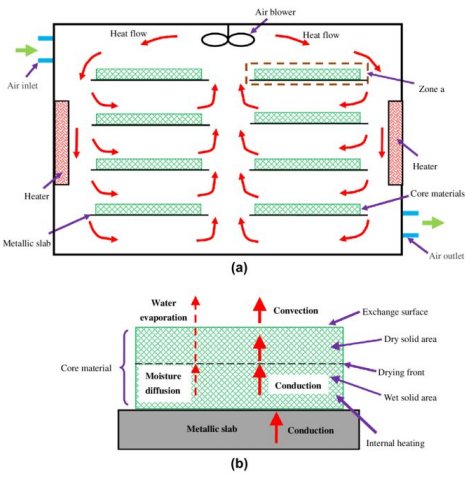 Air blower
Heat flow
Heat flow
Air inlet
Zone a
Heater
Heater
Core materials
Metallic slab
Air outlet
(a)
Water
evaporation
Convection
Exchange surface
Dry solid area
Core material
Drying front
Moisture
diffusion
Conduction
Wet solid area
Metallic slab
Conduction
Internal heating
(b)